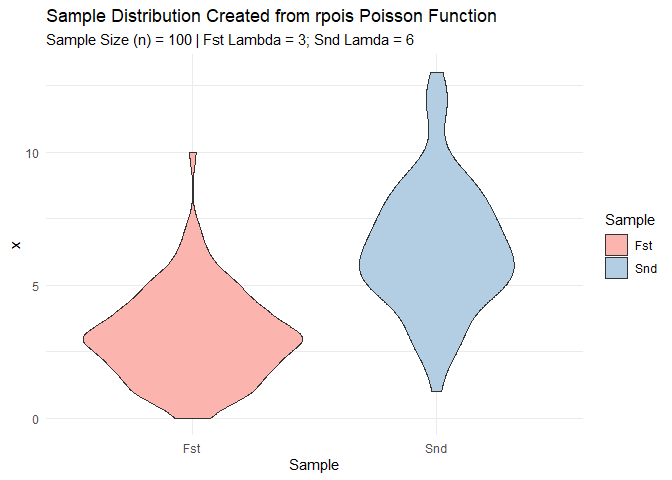 Sample Distribution Created from rpois Poisson Function
Sample Size (n) = 100 | Fst Lambda = 3; Snd Lamda = 6
10
5
0
x
Fst
Snd
Sample
Sample
Fst
Snd